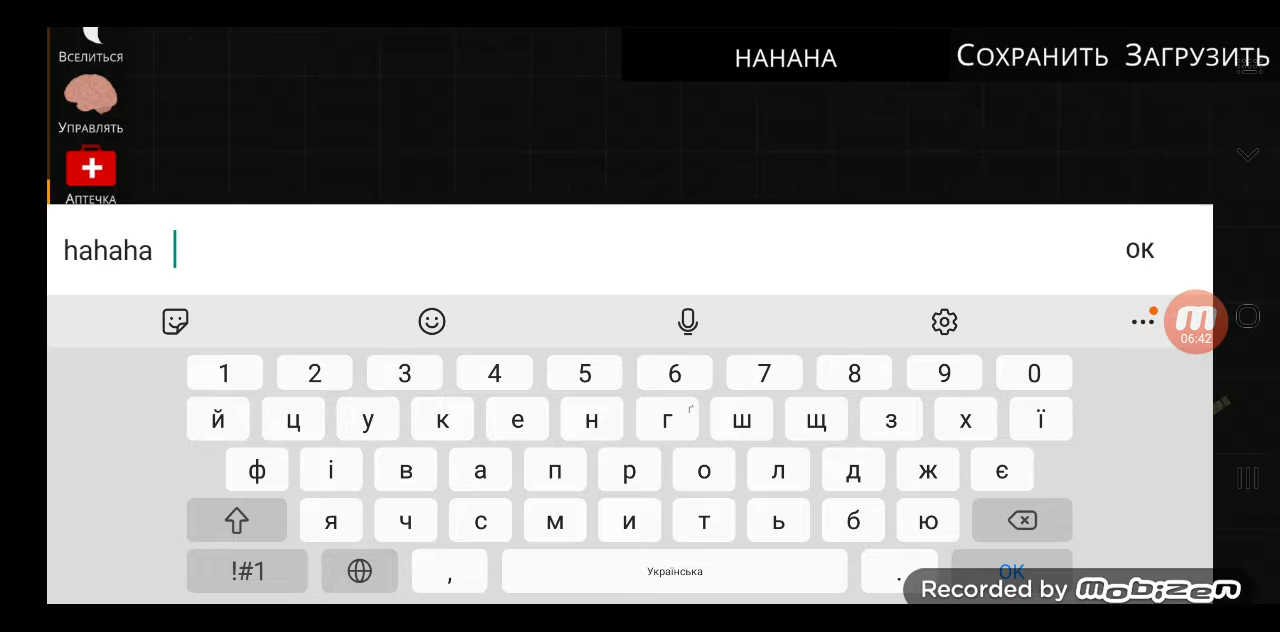 Вселиться
НАНАНА
Сохранить Загрузить
Управлять
Аптечка
hahaha
ОК
06:42
1 2 3 4 5 6 7 8 9 0
й ц у к е н г ґ ш щ з х ї
ф і в а п р о л д ж є
я ч с м и т ь б ю
!#1 , Українська . OK
Recorded by mobizen